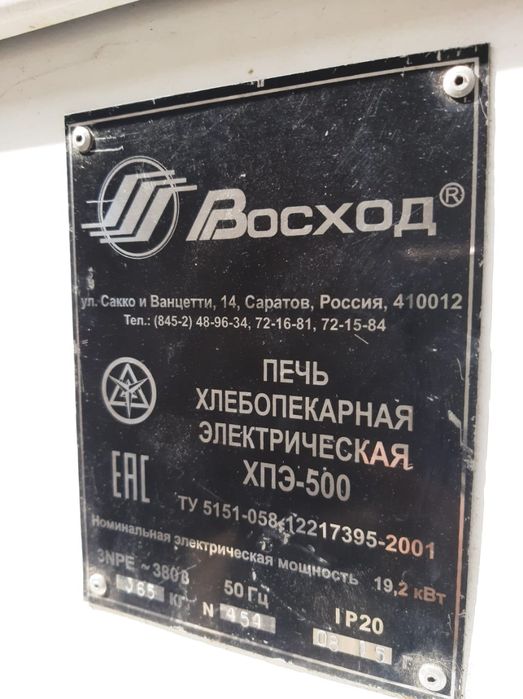 Восход®
ул. Сакко и Ванцетти, 14, Саратов, Россия, 410012
Тел.: (845-2) 48-96-34, 72-16-81, 72-15-84
ПЕЧЬ
ХЛЕБОПЕКАРНАЯ
ЭЛЕКТРИЧЕСКАЯ
ХПЭ-500
EAC
ТУ 5151-058-12217395-2001
Номинальная электрическая мощность 19,2 кВт
3NPE ~380В 50 Гц IP20
365 КГ N 454 08 15 Г